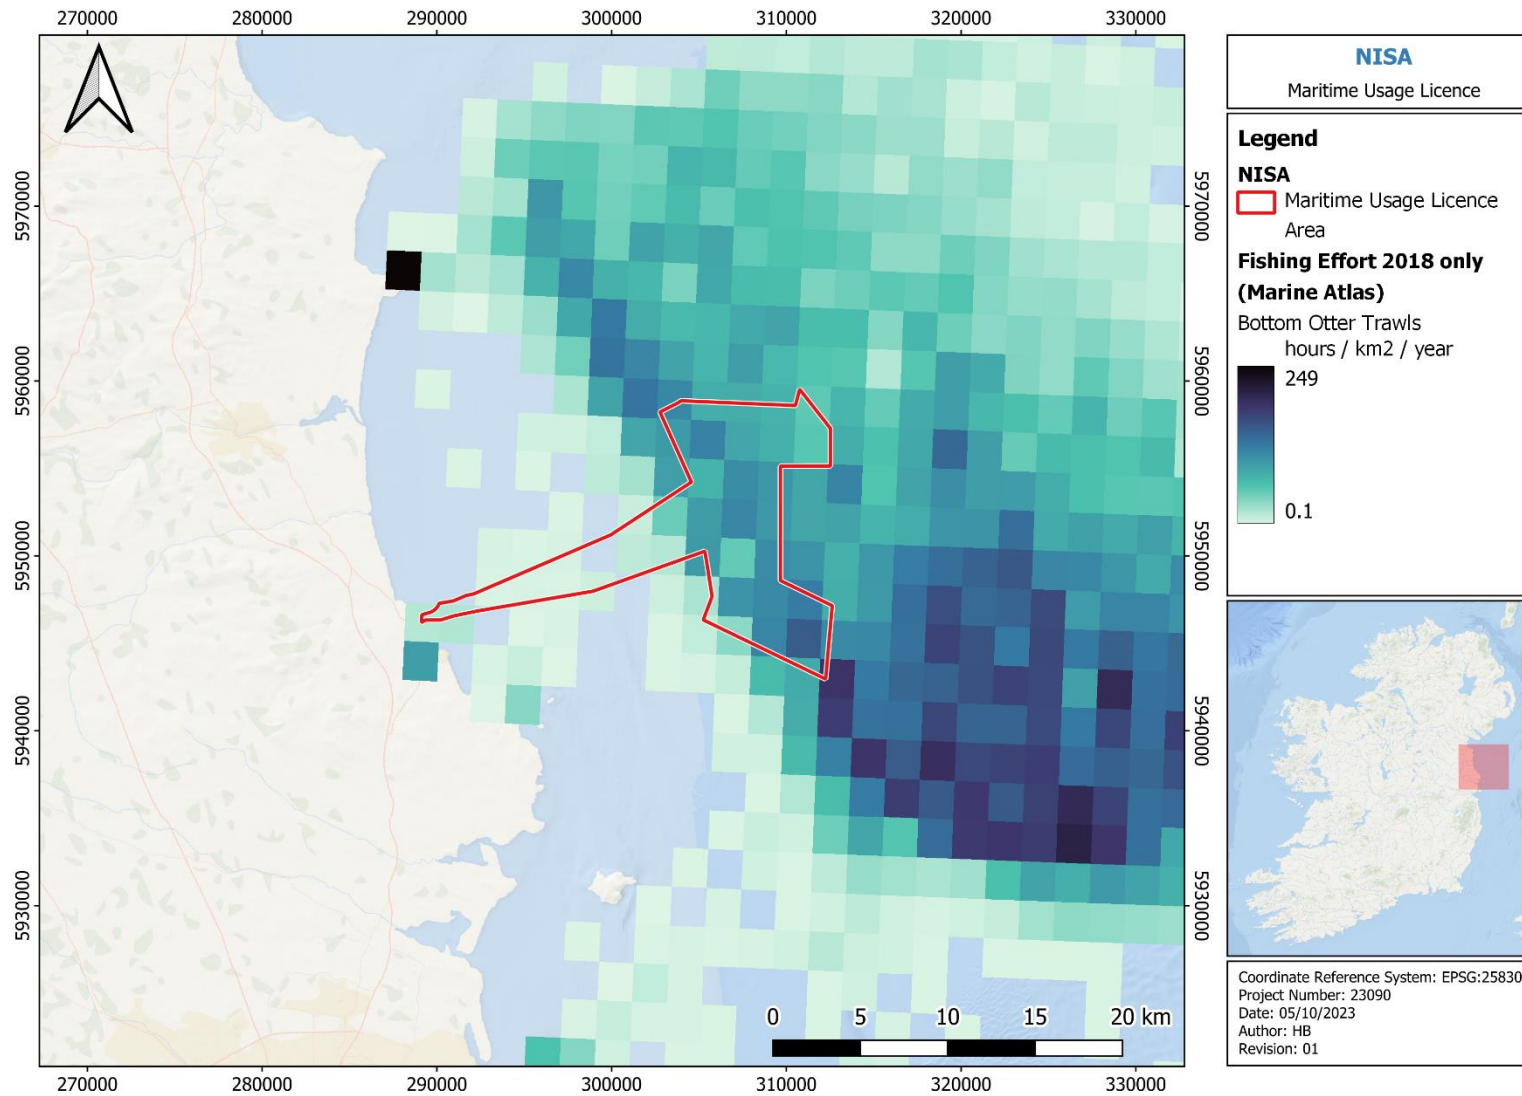 270000 280000 290000 300000 310000 320000 330000
5970000
5960000
5950000
5940000
5930000
5970000
5960000
5950000
5940000
5930000
0 5 10 15 20 km
270000 280000 290000 300000 310000 320000 330000
NISA
Maritime Usage Licence
Legend
NISA
Maritime Usage Licence
Area
Fishing Effort 2018 only
(Marine Atlas)
Bottom Otter Trawls
hours / km2 / year
249
0.1
Coordinate Reference System: EPSG:25830
Project Number: 23090
Date: 05/10/2023
Author: HB
Revision: 01